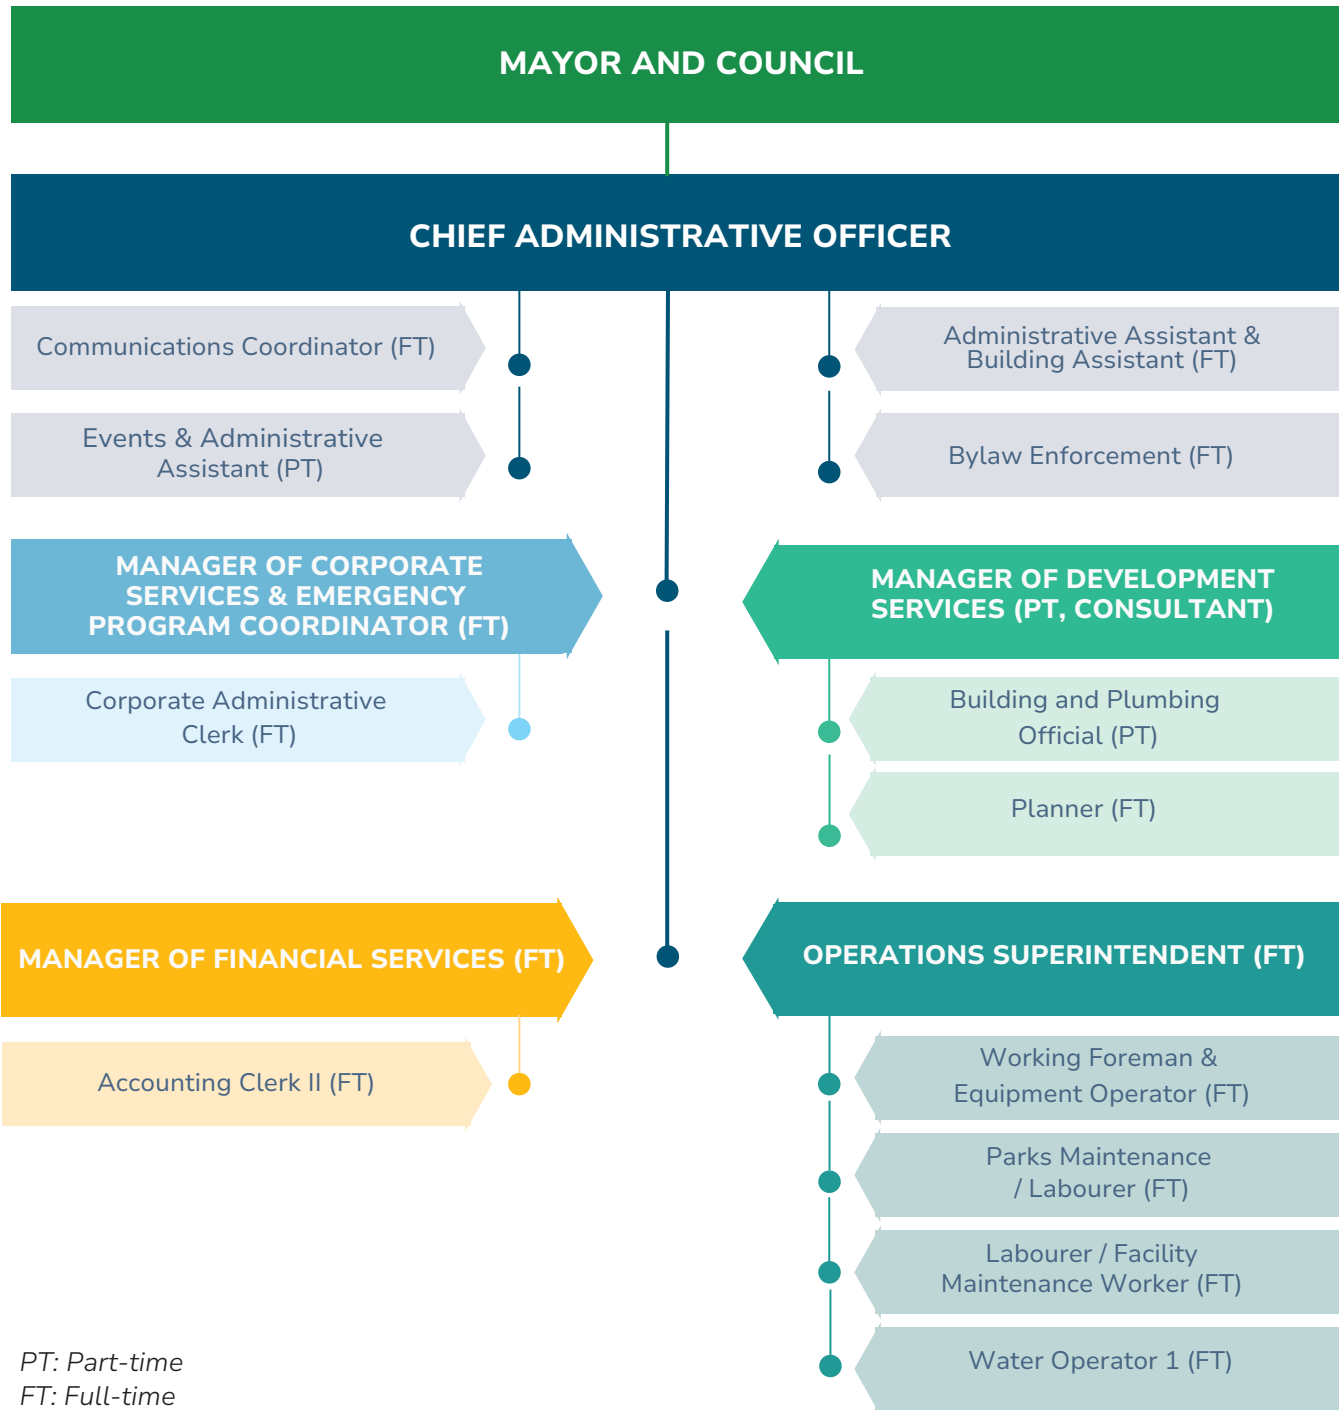 MAYOR AND COUNCIL
CHIEF ADMINISTRATIVE OFFICER
Communications Coordinator (FT)
Events & Administrative
Assistant (PT)
Administrative Assistant &
Building Assistant (FT)
Bylaw Enforcement (FT)
MANAGER OF CORPORATE
SERVICES & EMERGENCY
PROGRAM COORDINATOR (FT)
Corporate Administrative
Clerk (FT)
MANAGER OF DEVELOPMENT
SERVICES (PT, CONSULTANT)
Building and Plumbing
Official (PT)
Planner (FT)
MANAGER OF FINANCIAL SERVICES (FT)
Accounting Clerk II (FT)
OPERATIONS SUPERINTENDENT (FT)
Working Foreman &
Equipment Operator (FT)
Parks Maintenance
/ Labourer (FT)
Labourer / Facility
Maintenance Worker (FT)
Water Operator 1 (FT)
PT: Part-time
FT: Full-time